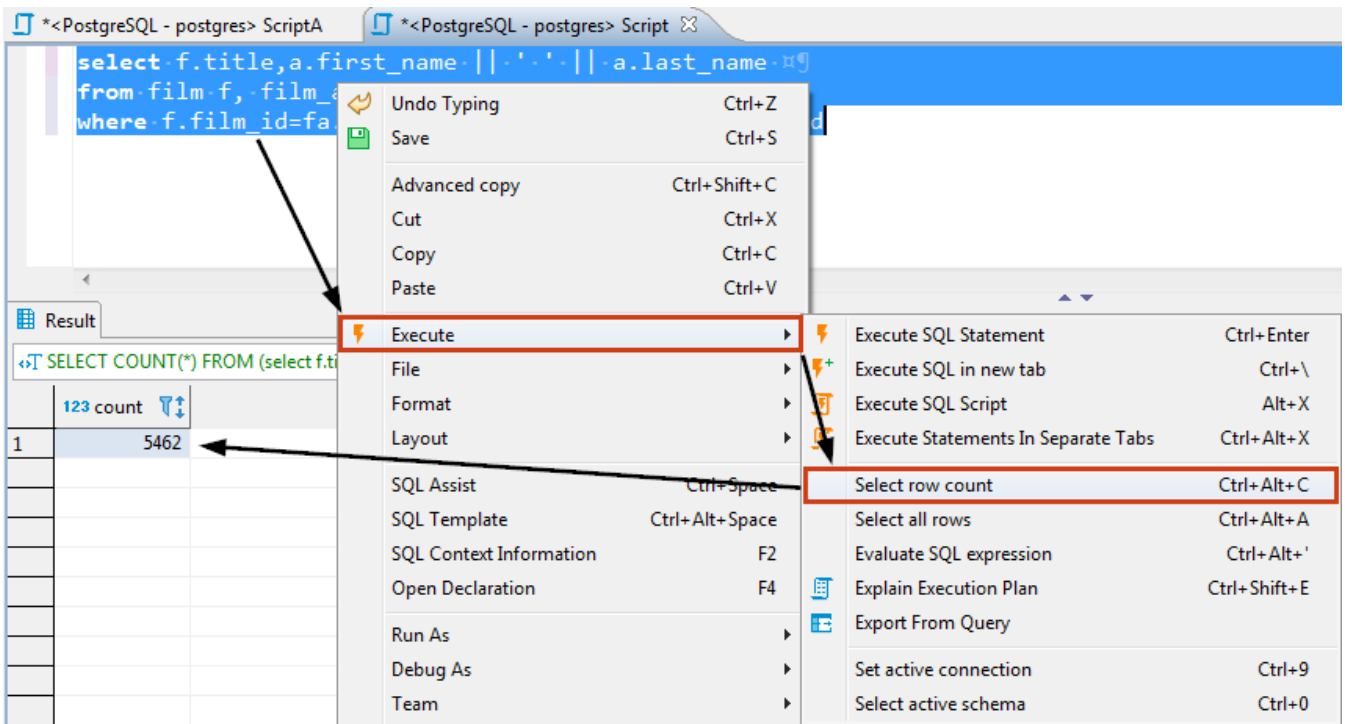 *<PostgreSQL - postgres> ScriptA
*<PostgreSQL - postgres> Script
select f.title,a.first_name || ' ' || a.last_name ¤¶
from film f, film_a
where f.film_id=fa.
d
Undo Typing Ctrl+Z
Save Ctrl+S
Advanced copy Ctrl+Shift+C
Cut Ctrl+X
Copy Ctrl+C
Paste Ctrl+V
Execute
File
Format
Layout
SQL Assist Ctrl+Space
SQL Template Ctrl+Alt+Space
SQL Context Information F2
Open Declaration F4
Run As
Debug As
Team
Execute SQL Statement Ctrl+Enter
Execute SQL in new tab Ctrl+\
Execute SQL Script Alt+X
Execute Statements In Separate Tabs Ctrl+Alt+X
Select row count Ctrl+Alt+C
Select all rows Ctrl+Alt+A
Evaluate SQL expression Ctrl+Alt+'
Explain Execution Plan Ctrl+Shift+E
Export From Query
Set active connection Ctrl+9
Select active schema Ctrl+0
Result
SELECT COUNT(*) FROM (select f.ti
123 count
1 5462